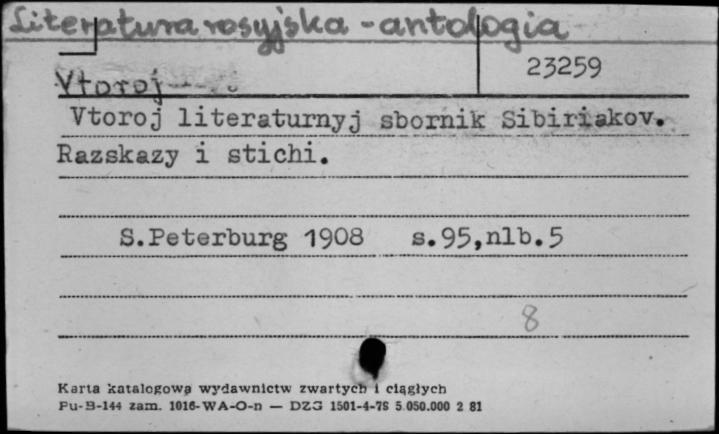 Literatura rosyjska - antologia
23259
Vtoroj
Vtoroj literaturnyj sbornik Sibiriakov.
Razskazy i stichi.
S.Peterburg 1908 s.95,nlb.5
8
Karta katalogowa wydawnictw zwartych i ciągłych
Pu-B-144 zam. 1016-WA-O-n — DZG 1501-4-78 5.050.000 2 81